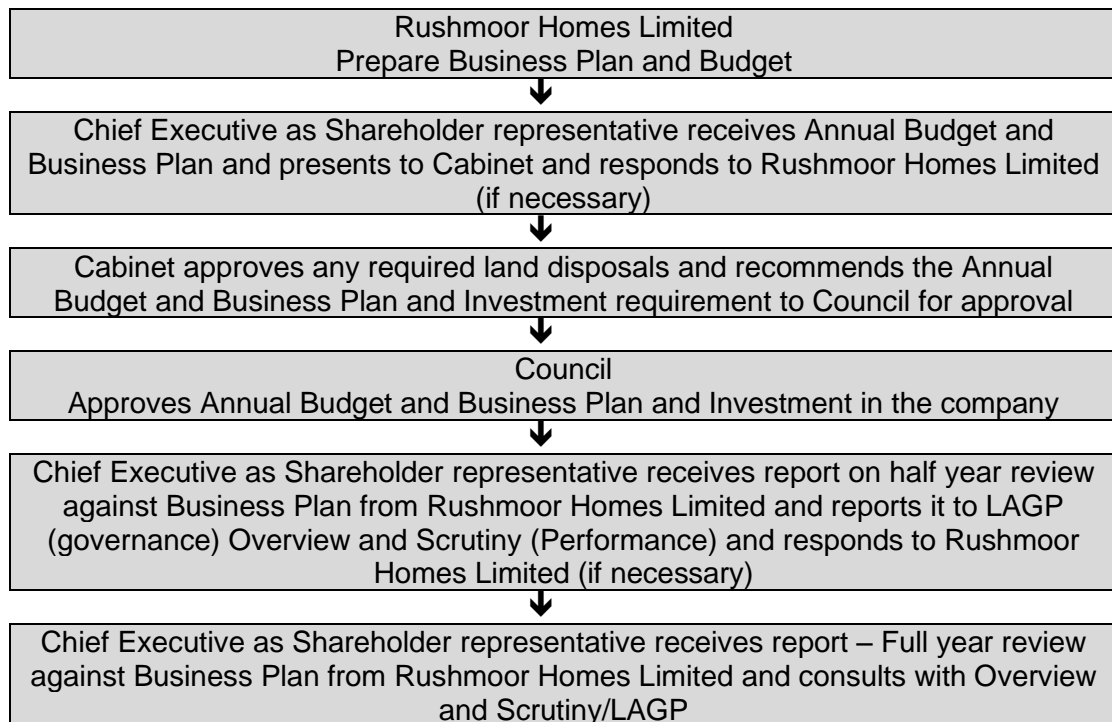 Rushmoor Homes Limited
Prepare Business Plan and Budget
Chief Executive as Shareholder representative receives Annual Budget and
Business Plan and presents to Cabinet and responds to Rushmoor Homes Limited
(if necessary)
Cabinet approves any required land disposals and recommends the Annual
Budget and Business Plan and Investment requirement to Council for approval
Council
Approves Annual Budget and Business Plan and Investment in the company
Chief Executive as Shareholder representative receives report on half year review
against Business Plan from Rushmoor Homes Limited and reports it to LAGP
(governance) Overview and Scrutiny (Performance) and responds to Rushmoor
Homes Limited (if necessary)
Chief Executive as Shareholder representative receives report – Full year review
against Business Plan from Rushmoor Homes Limited and consults with Overview
and Scrutiny/LAGP